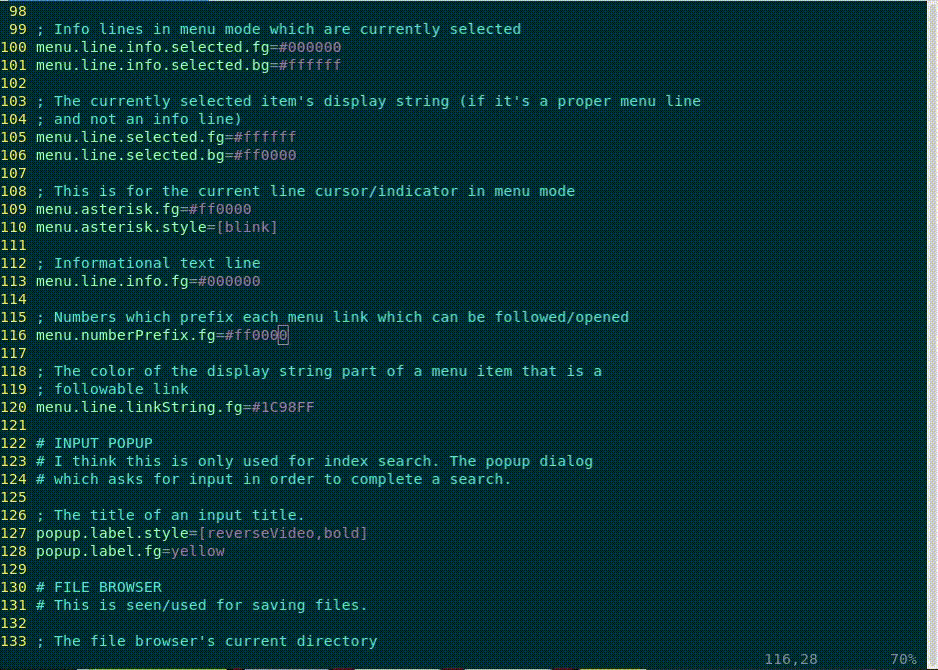 98
99 ; Info lines in menu mode which are currently selected
100 menu.line.info.selected.fg=#000000
101 menu.line.info.selected.bg=#ffffff
102
103 ; The currently selected item's display string (if it's a proper menu line
104 ; and not an info line)
105 menu.line.selected.fg=#ffffff
106 menu.line.selected.bg=#ff0000
107
108 ; This is for the current line cursor/indicator in menu mode
109 menu.asterisk.fg=#ff0000
110 menu.asterisk.style=[blink]
111
112 ; Informational text line
113 menu.line.info.fg=#000000
114
115 ; Numbers which prefix each menu link which can be followed/opened
116 menu.numberPrefix.fg=#ff0000
117
118 ; The color of the display string part of a menu item that is a
119 ; followable link
120 menu.line.linkString.fg=#1C98FF
121
122 # INPUT POPUP
123 # I think this is only used for index search. The popup dialog
124 # which asks for input in order to complete a search.
125
126 ; The title of an input title.
127 popup.label.style=[reverseVideo,bold]
128 popup.label.fg=yellow
129
130 # FILE BROWSER
131 # This is seen/used for saving files.
132
133 ; The file browser's current directory
116,28 70%